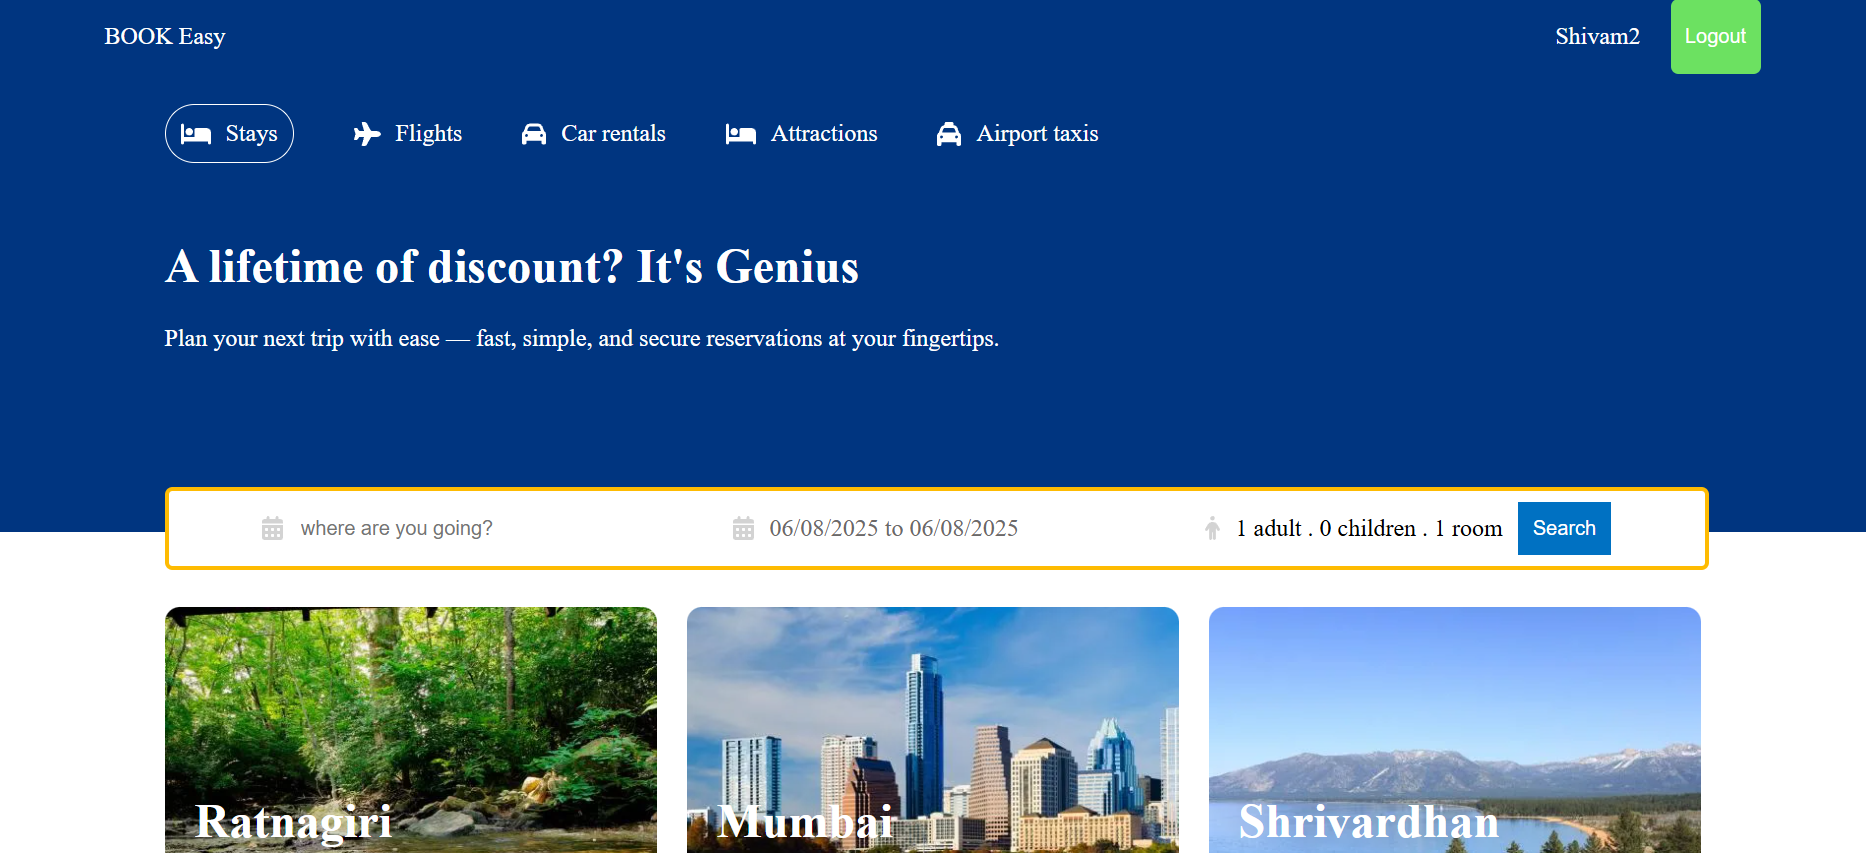 BOOK Easy
Shivam2
Logout
Stays
Flights
Car rentals
Attractions
Airport taxis
A lifetime of discount? It's Genius
Plan your next trip with ease — fast, simple, and secure reservations at your fingertips.
where are you going?
06/08/2025 to 06/08/2025
1 adult . 0 children . 1 room
Search
Ratnagiri
Mumbai
Shrivardhan